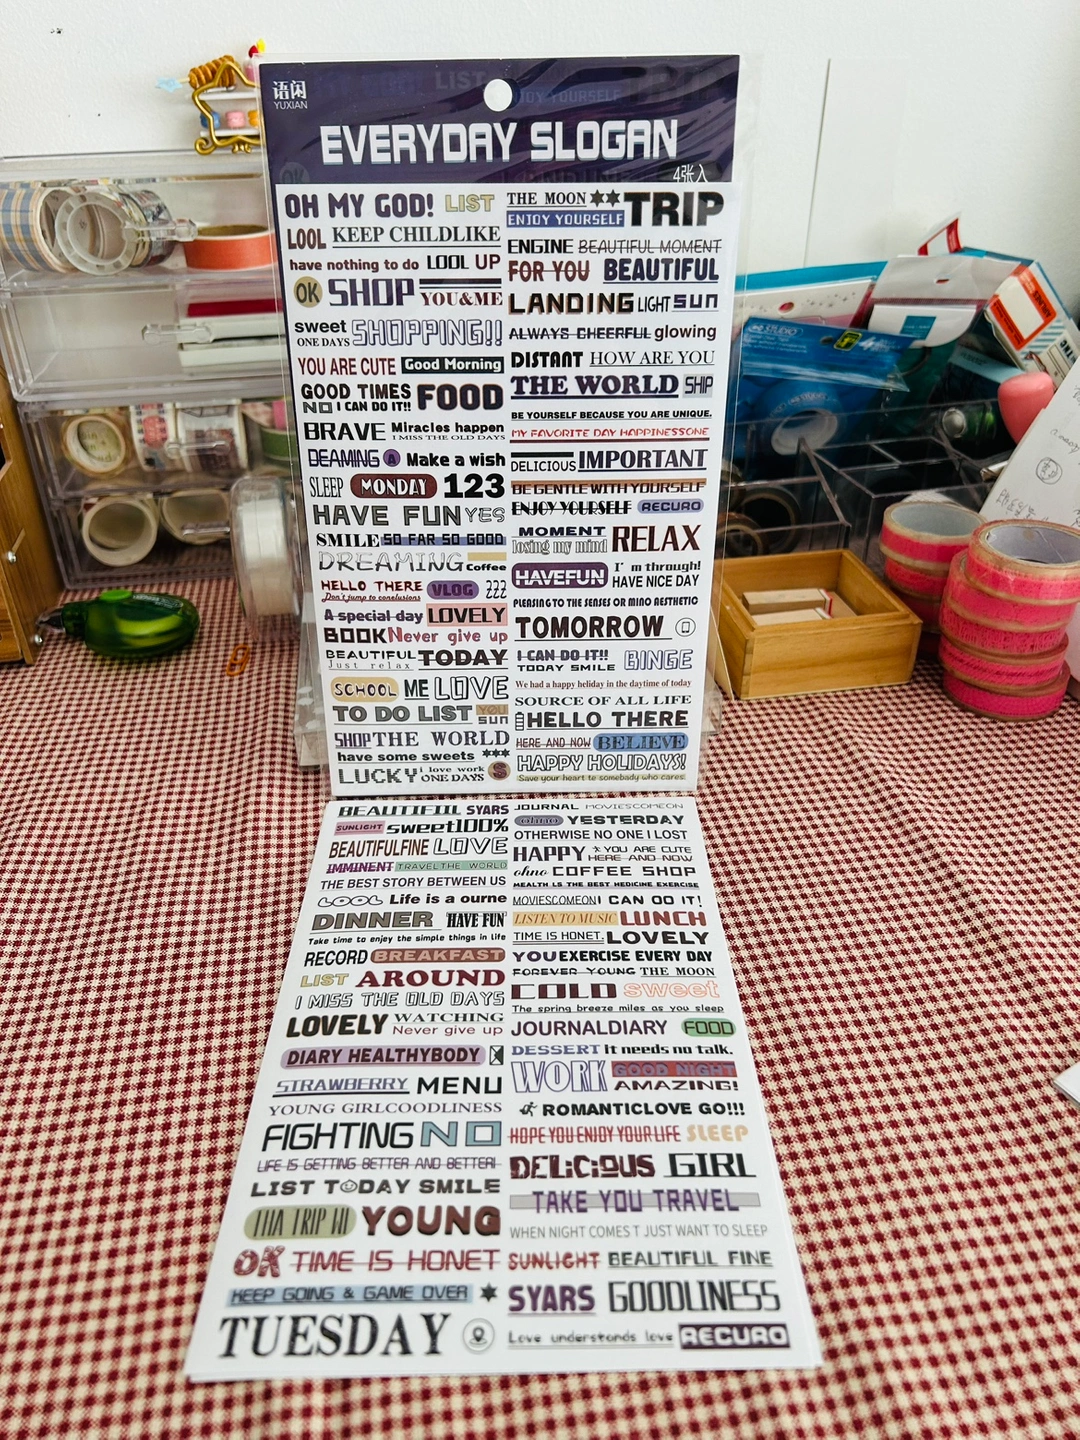 语闲
YUXIAN
EVERYDAY SLOGAN
4张入
OH MY GOD! LIST
LOOL KEEP CHILDLIKE
have nothing to do LOOL UP
OK SHOP YOU&ME
sweet ONE DAYS SHOPPING!!
YOU ARE CUTE Good Morning
GOOD TIMES FOOD
NO I CAN DO IT!!
BRAVE Miracles happen
I MISS THE OLD DAYS
DEAMING A Make a wish
SLEEP MONDAY 123
HAVE FUN YES
SMILE SO FAR SO GOOD
DREAMING Coffee
HELLO THERE VLOG ZZZ
Don't jump to conclusions
A special day LOVELY
BOOK Never give up
BEAUTIFUL TODAY
Just relax
SCHOOL ME LOVE
TO DO LIST YOU sun
SHOP THE WORLD
have some sweets ***
LUCKY i love work ONE DAYS S
THE MOON TRIP
ENJOY YOURSELF
ENGINE BEAUTIFUL MOMENT
FOR YOU BEAUTIFUL
LANDING LIGHT sun
ALWAYS CHEERFUL glowing
DISTANT HOW ARE YOU
THE WORLD SHIP
BE YOURSELF BECAUSE YOU ARE UNIQUE.
MY FAVORITE DAY HAPPINESSONE
DELICIOUS IMPORTANT
BE GENTLE WITH YOURSELF
ENJOY YOURSELF RECURO
MOMENT RELAX
losing my mind
HAVEFUN I'm through!
HAVE NICE DAY
PLEASING TO THE SENSES OR MIND AESTHETIC
TOMORROW
I CAN DO IT!! BINGE
TODAY SMILE
We had a happy heliday in the daytime of today
SOURCE OF ALL LIFE
HELLO THERE
HERE AND NOW BELIEVE
HAPPY HOLIDAYS!
Save your heart to somebady who cares
BEAUTIFUL SYARS
SUNLIGHT sweet100%
BEAUTIFULFINE LOVE
IMMINENT TRAVEL THE WORLD
THE BEST STORY BETWEEN US
LOOL Life is a ourne
DINNER HAVE FUN
Take time to enjoy the simple things in life
RECORD BREAKFAST
LIST AROUND
I MISS THE OLD DAYS
LOVELY WATCHING
Never give up
DIARY HEALTHYBODY
STRAWBERRY MENU
YOUNG GIRLCOODLINESS
FIGHTING NO
LIFE IS GETTING BETTER AND BETTER!
LIST TODAY SMILE
THA TRIP WI YOUNG
OK TIME IS HONET
KEEP GOING & GAME OVER
TUESDAY
JOURNAL MOVIESCOMEON
ohno YESTERDAY
OTHERWISE NO ONE I LOST
HAPPY YOU ARE CUTE
HERE AND NOW
ohno COFFEE SHOP
HEALTH IS THE BEST MEDICINE EXERCISE
MOVIESCOMEON I CAN DO IT!
LISTEN TO MUSIC LUNCH
TIME IS HONET. LOVELY
YOU EXERCISE EVERY DAY
FOREVER YOUNG THE MOON
COLD sweet
The spring breeze miles as you sleep
JOURNALDIARY FOOD
DESSERT It needs no talk.
WORK GOOD NIGHT
AMAZING!
ROMANTICLOVE GO!!!
HOPE YOU ENJOY YOUR LIFE SLEEP
DELICIOUS GIRL
TAKE YOU TRAVEL
WHEN NIGHT COMES T JUST WANT TO SLEEP
SUNLIGHT BEAUTIFUL FINE
SYARS GOODLINESS
Love understands love RECURO